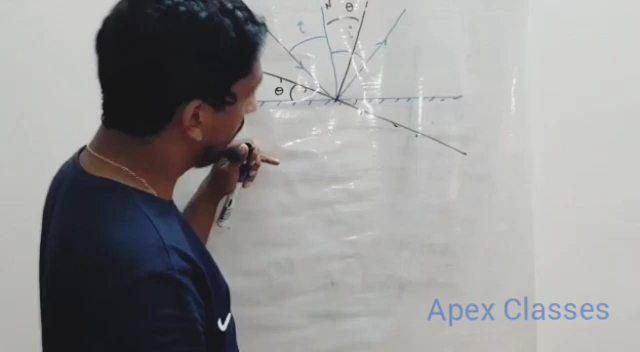 N θ
i
θ
Apex Classes